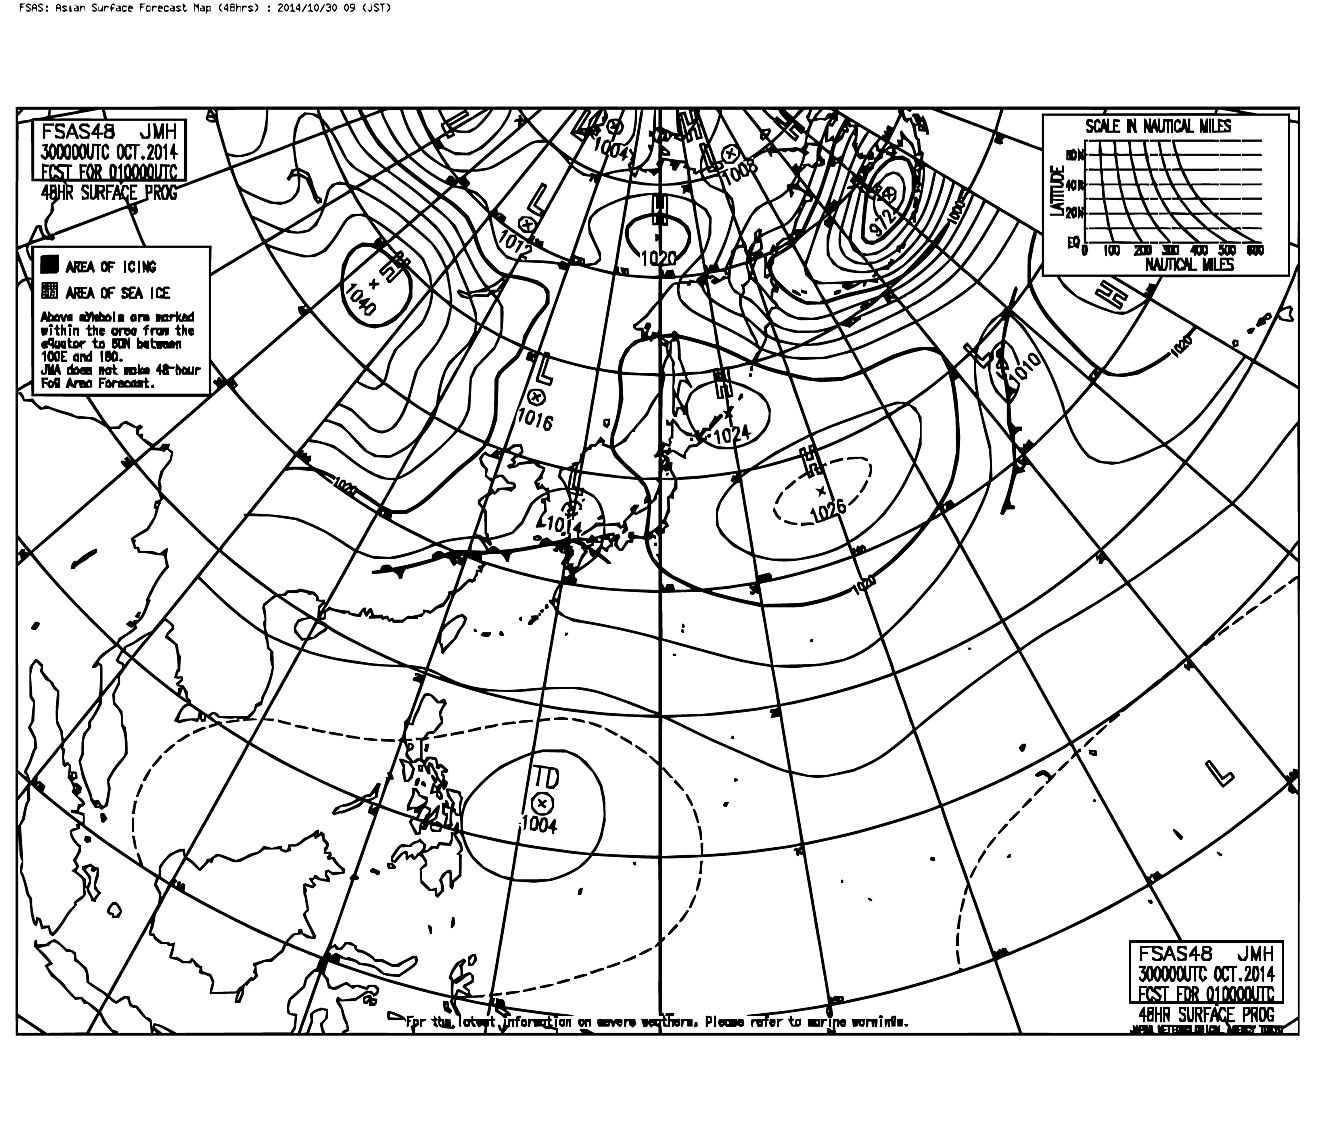 FSAS: Asian Surface Forecast Map (48hrs) : 2014/10/30 09 (JST)
FSAS48 JMH
300000UTC OCT.2014
FCST FOR 010000UTC
48HR SURFACE PROG
AREA OF ICING
AREA OF SEA ICE
Above symbols are marked
within the area from the
equator to 60N between
100E and 180.
JMA does not make 48-hour
Fog Area Forecast.
SCALE IN NAUTICAL MILES
LATITUDE
60N
40N
20N
EQ
0 100 200 300 400 500 600
NAUTICAL MILES
L
L
1004
H
L
1008
H
L
1012
H
1020
972
1000
H
1040
H
L
1010
1020
L
1016
H
1024
H
1026
1020
L
1014
1020
TD
1004
L
FSAS48 JMH
300000UTC OCT.2014
FCST FOR 010000UTC
48HR SURFACE PROG
JAPAN METEOROLOGICAL AGENCY TOKYO
For the latest information on severe weathers, Please refer to marine warnings.